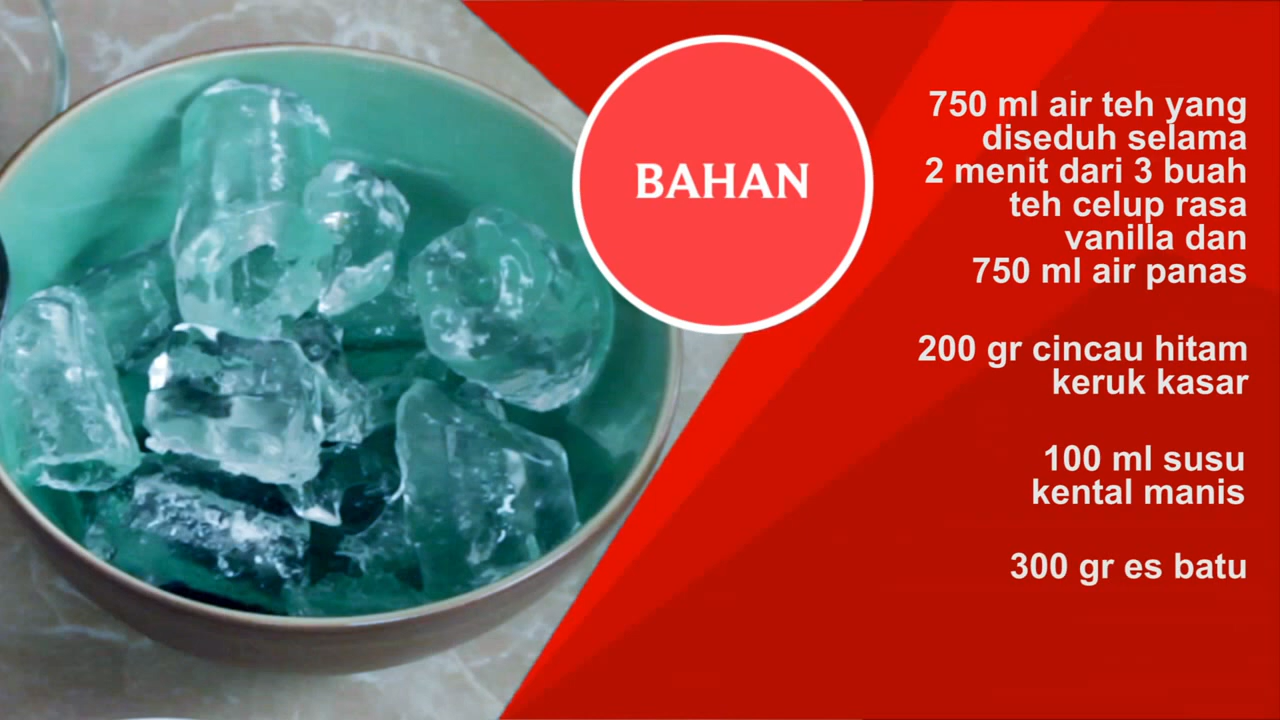 BAHAN
750 ml air teh yang
diseduh selama
2 menit dari 3 buah
teh celup rasa
vanilla dan
750 ml air panas
200 gr cincau hitam
keruk kasar
100 ml susu
kental manis
300 gr es batu